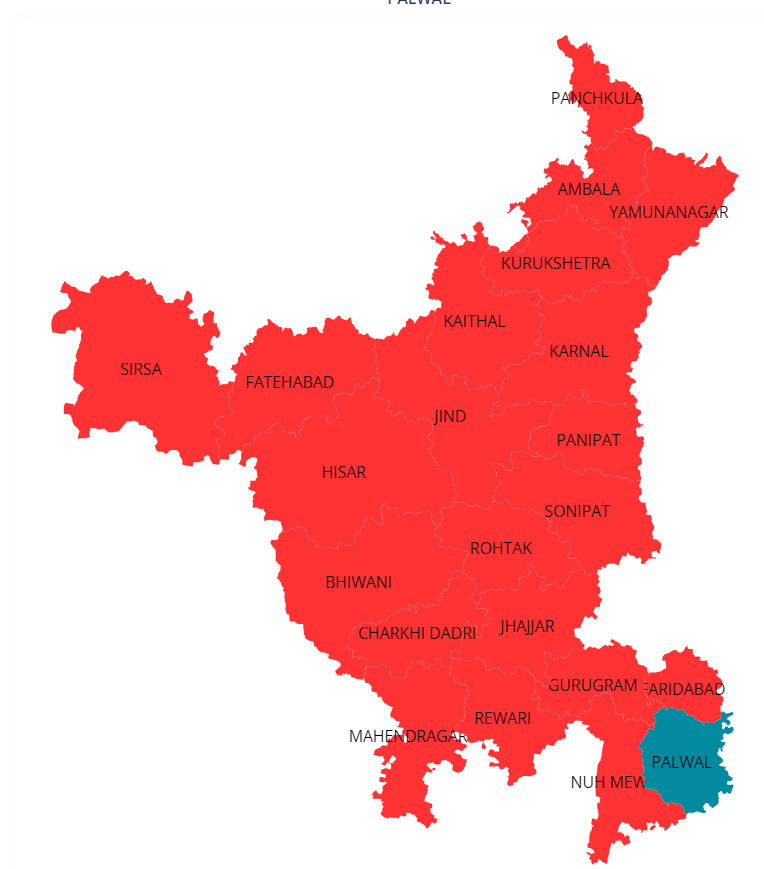 PALWAL
PANCHKULA
AMBALA
YAMUNANAGAR
KURUKSHETRA
KAITHAL
KARNAL
SIRSA
FATEHABAD
JIND
PANIPAT
HISAR
SONIPAT
ROHTAK
BHIWANI
JHAJJAR
CHARKHI DADRI
GURUGRAM
FARIDABAD
REWARI
MAHENDRAGAR
PALWAL
NUH MEW